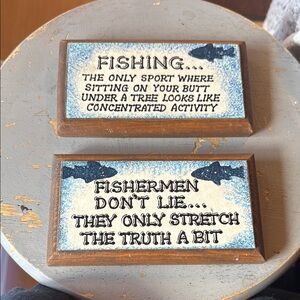 FISHING...
THE ONLY SPORT WHERE
SITTING ON YOUR BUTT
UNDER A TREE LOOKS LIKE
CONCENTRATED ACTIVITY
FISHERMEN
DON'T LIE...
THEY ONLY STRETCH
THE TRUTH A BIT